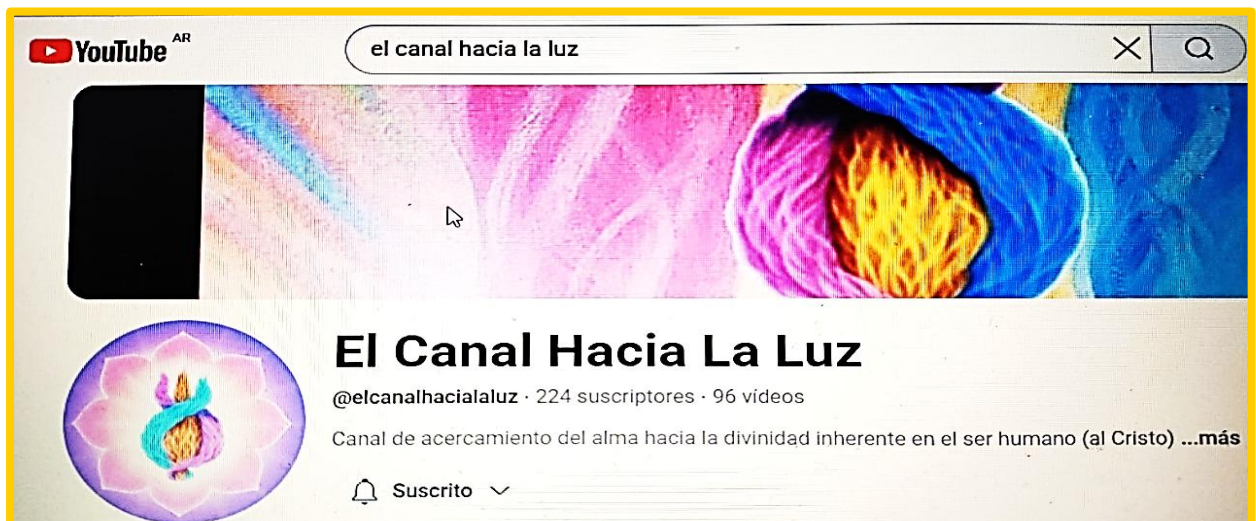 YouTube AR
el canal hacia la luz
El Canal Hacia La Luz
@elcanalhacialaluz · 224 suscriptores · 96 vídeos
Canal de acercamiento del alma hacia la divinidad inherente en el ser humano (al Cristo) ...más
Suscrito